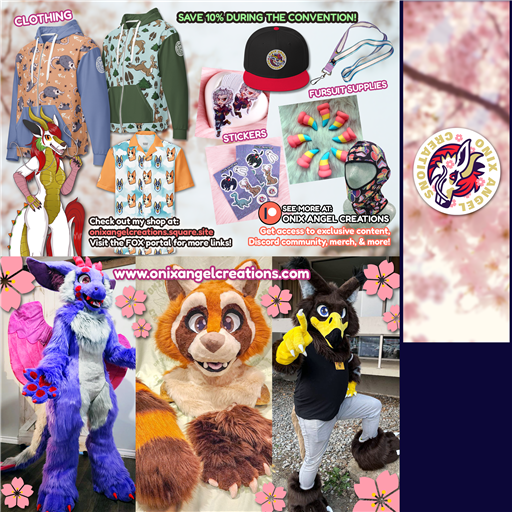 CLOTHING
SAVE 10% DURING THE CONVENTION!
FURSUIT SUPPLIES
STICKERS
Check out my shop at:
onixangelcreations.square.site
Visit the FOX portal for more links!
SEE MORE AT:
ONIX ANGEL CREATIONS
Get access to exclusive content,
Discord community, merch, & more!
ONIX ANGEL
CREATIONS
www.onixangelcreations.com